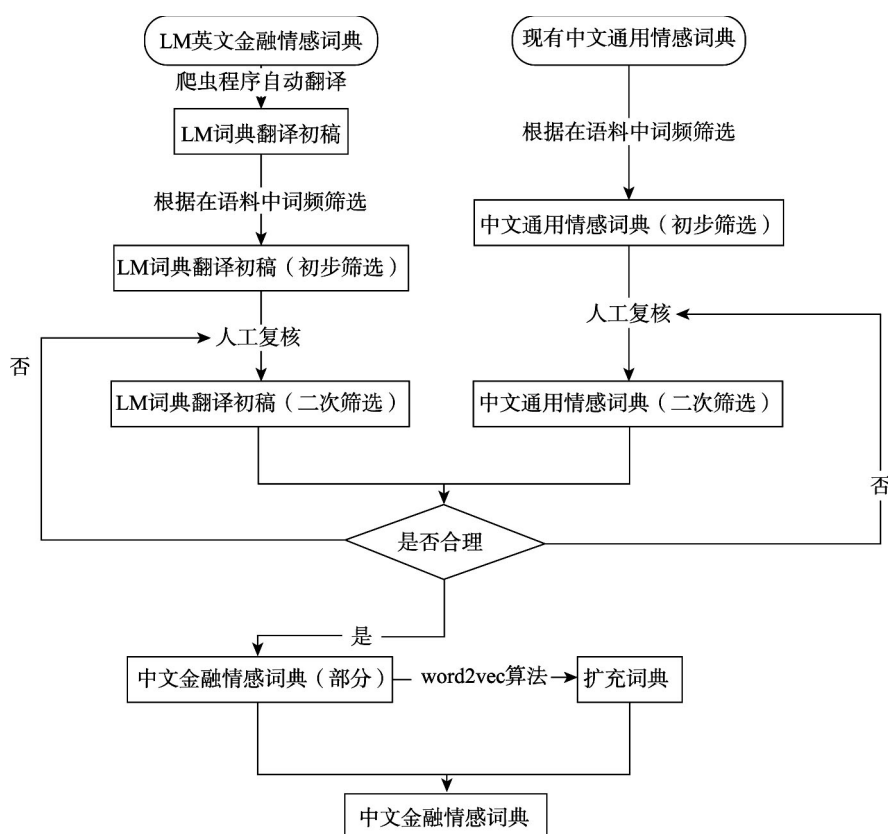 LM英文金融情感词典
现有中文通用情感词典
爬虫程序自动翻译
LM词典翻译初稿
根据在语料中词频筛选
根据在语料中词频筛选
中文通用情感词典（初步筛选）
LM词典翻译初稿（初步筛选）
人工复核
人工复核
否
LM词典翻译初稿（二次筛选）
中文通用情感词典（二次筛选）
否
是否合理
是
中文金融情感词典（部分）
word2vec算法
扩充词典
中文金融情感词典